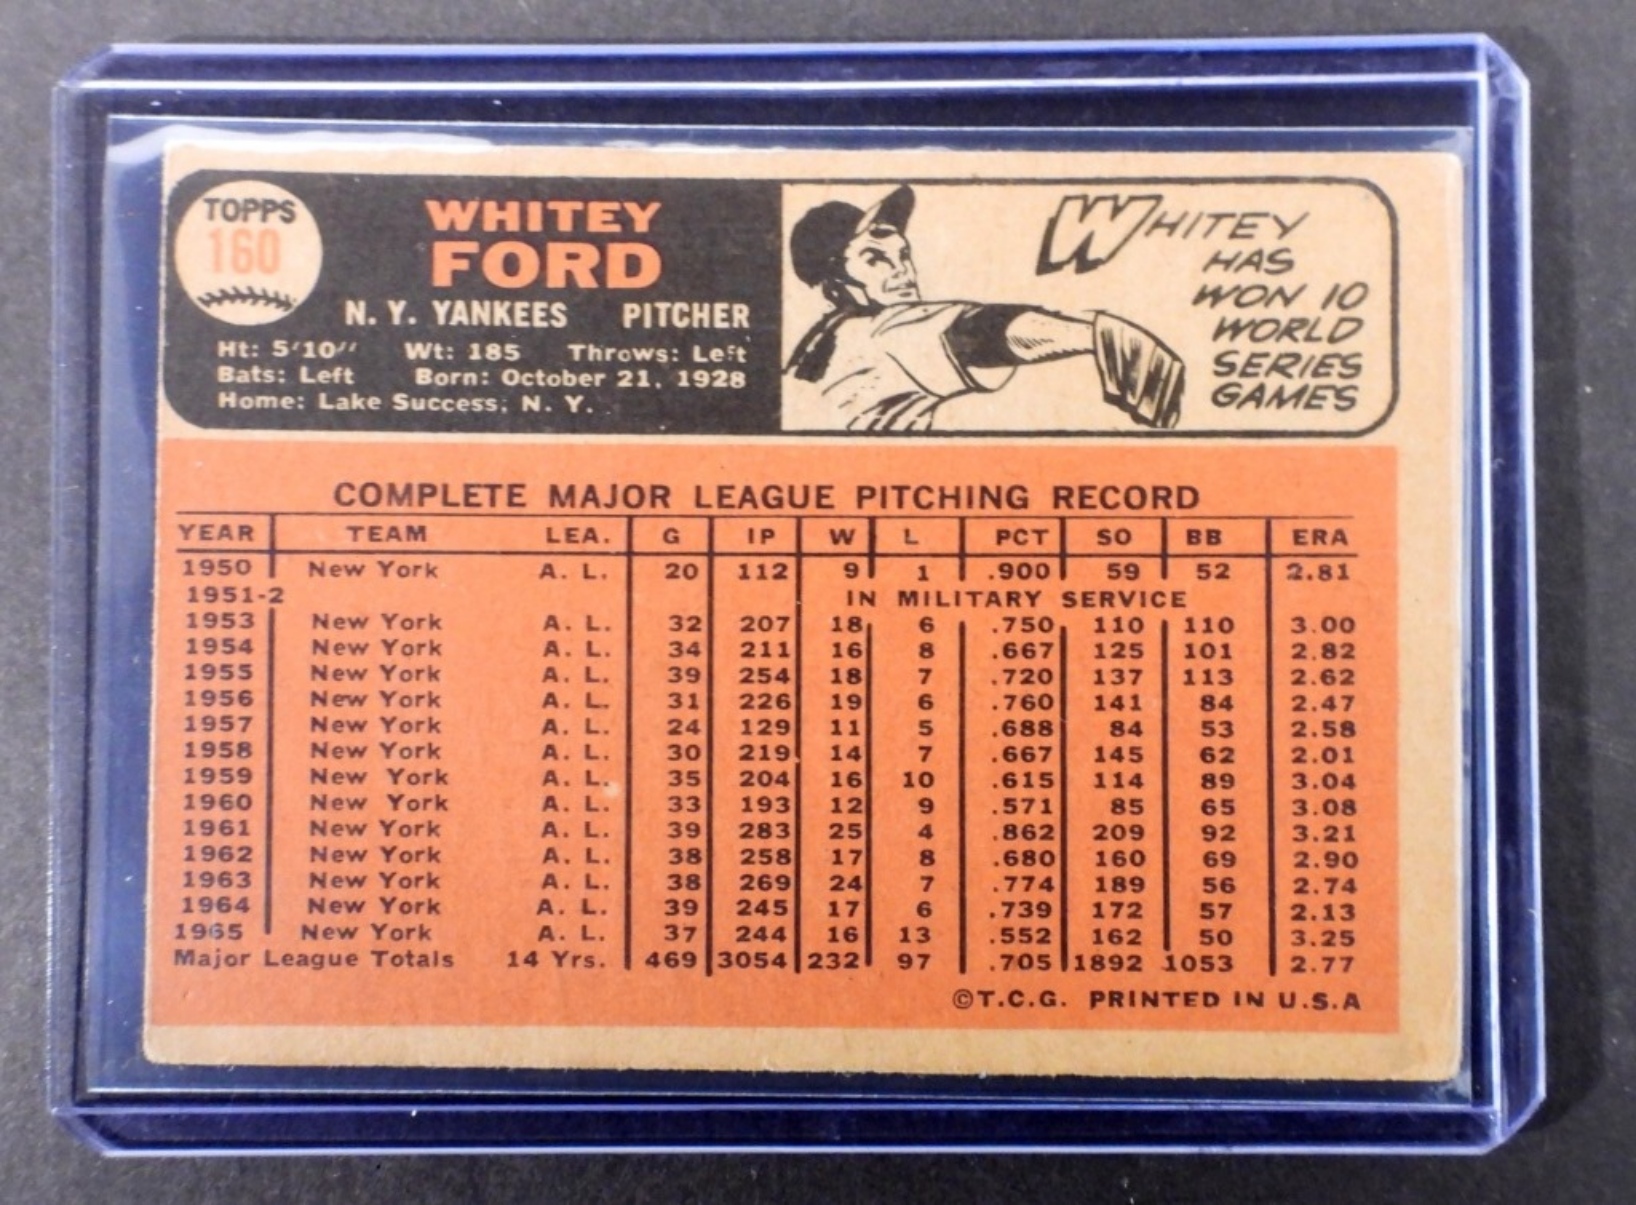 TOPPS
160
WHITEY
FORD
N. Y. YANKEES PITCHER
Ht: 5'10" Wt: 185 Throws: Left
Bats: Left Born: October 21, 1928
Home: Lake Success, N. Y.
WHITEY
HAS
WON 10
WORLD
SERIES
GAMES
COMPLETE MAJOR LEAGUE PITCHING RECORD
YEAR TEAM LEA. G IP W L PCT SO BB ERA
1950 New York A. L. 20 112 9 1 .900 59 52 2.81
1951-2 IN MILITARY SERVICE
1953 New York A. L. 32 207 18 6 .750 110 110 3.00
1954 New York A. L. 34 211 16 8 .667 125 101 2.82
1955 New York A. L. 39 254 18 7 .720 137 113 2.62
1956 New York A. L. 31 226 19 6 .760 141 84 2.47
1957 New York A. L. 24 129 11 5 .688 84 53 2.58
1958 New York A. L. 30 219 14 7 .667 145 62 2.01
1959 New York A. L. 35 204 16 10 .615 114 89 3.04
1960 New York A. L. 33 193 12 9 .571 85 65 3.08
1961 New York A. L. 39 283 25 4 .862 209 92 3.21
1962 New York A. L. 38 258 17 8 .680 160 69 2.90
1963 New York A. L. 38 269 24 7 .774 189 56 2.74
1964 New York A. L. 39 245 17 6 .739 172 57 2.13
1965 New York A. L. 37 244 16 13 .552 162 50 3.25
Major League Totals 14 Yrs. 469 3054 232 97 .705 1892 1053 2.77
©T.C.G. PRINTED IN U.S.A